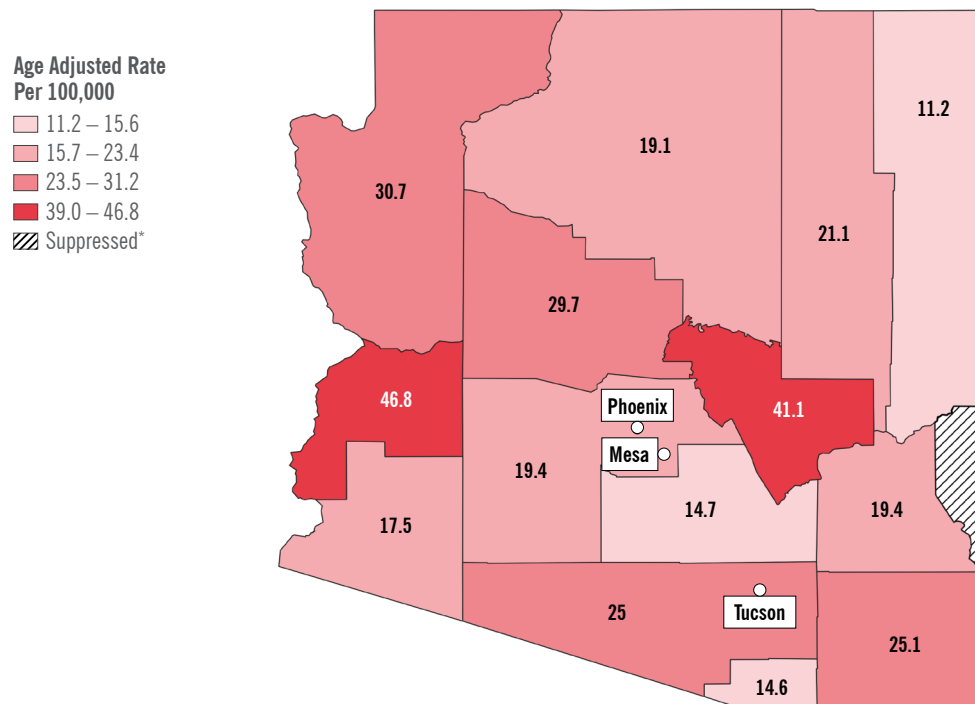 Age Adjusted Rate
Per 100,000
11.2 – 15.6
15.7 – 23.4
23.5 – 31.2
39.0 – 46.8
Suppressed*
11.2
19.1
30.7
21.1
29.7
46.8
Phoenix
41.1
Mesa
19.4
14.7
19.4
17.5
25
Tucson
25.1
14.6